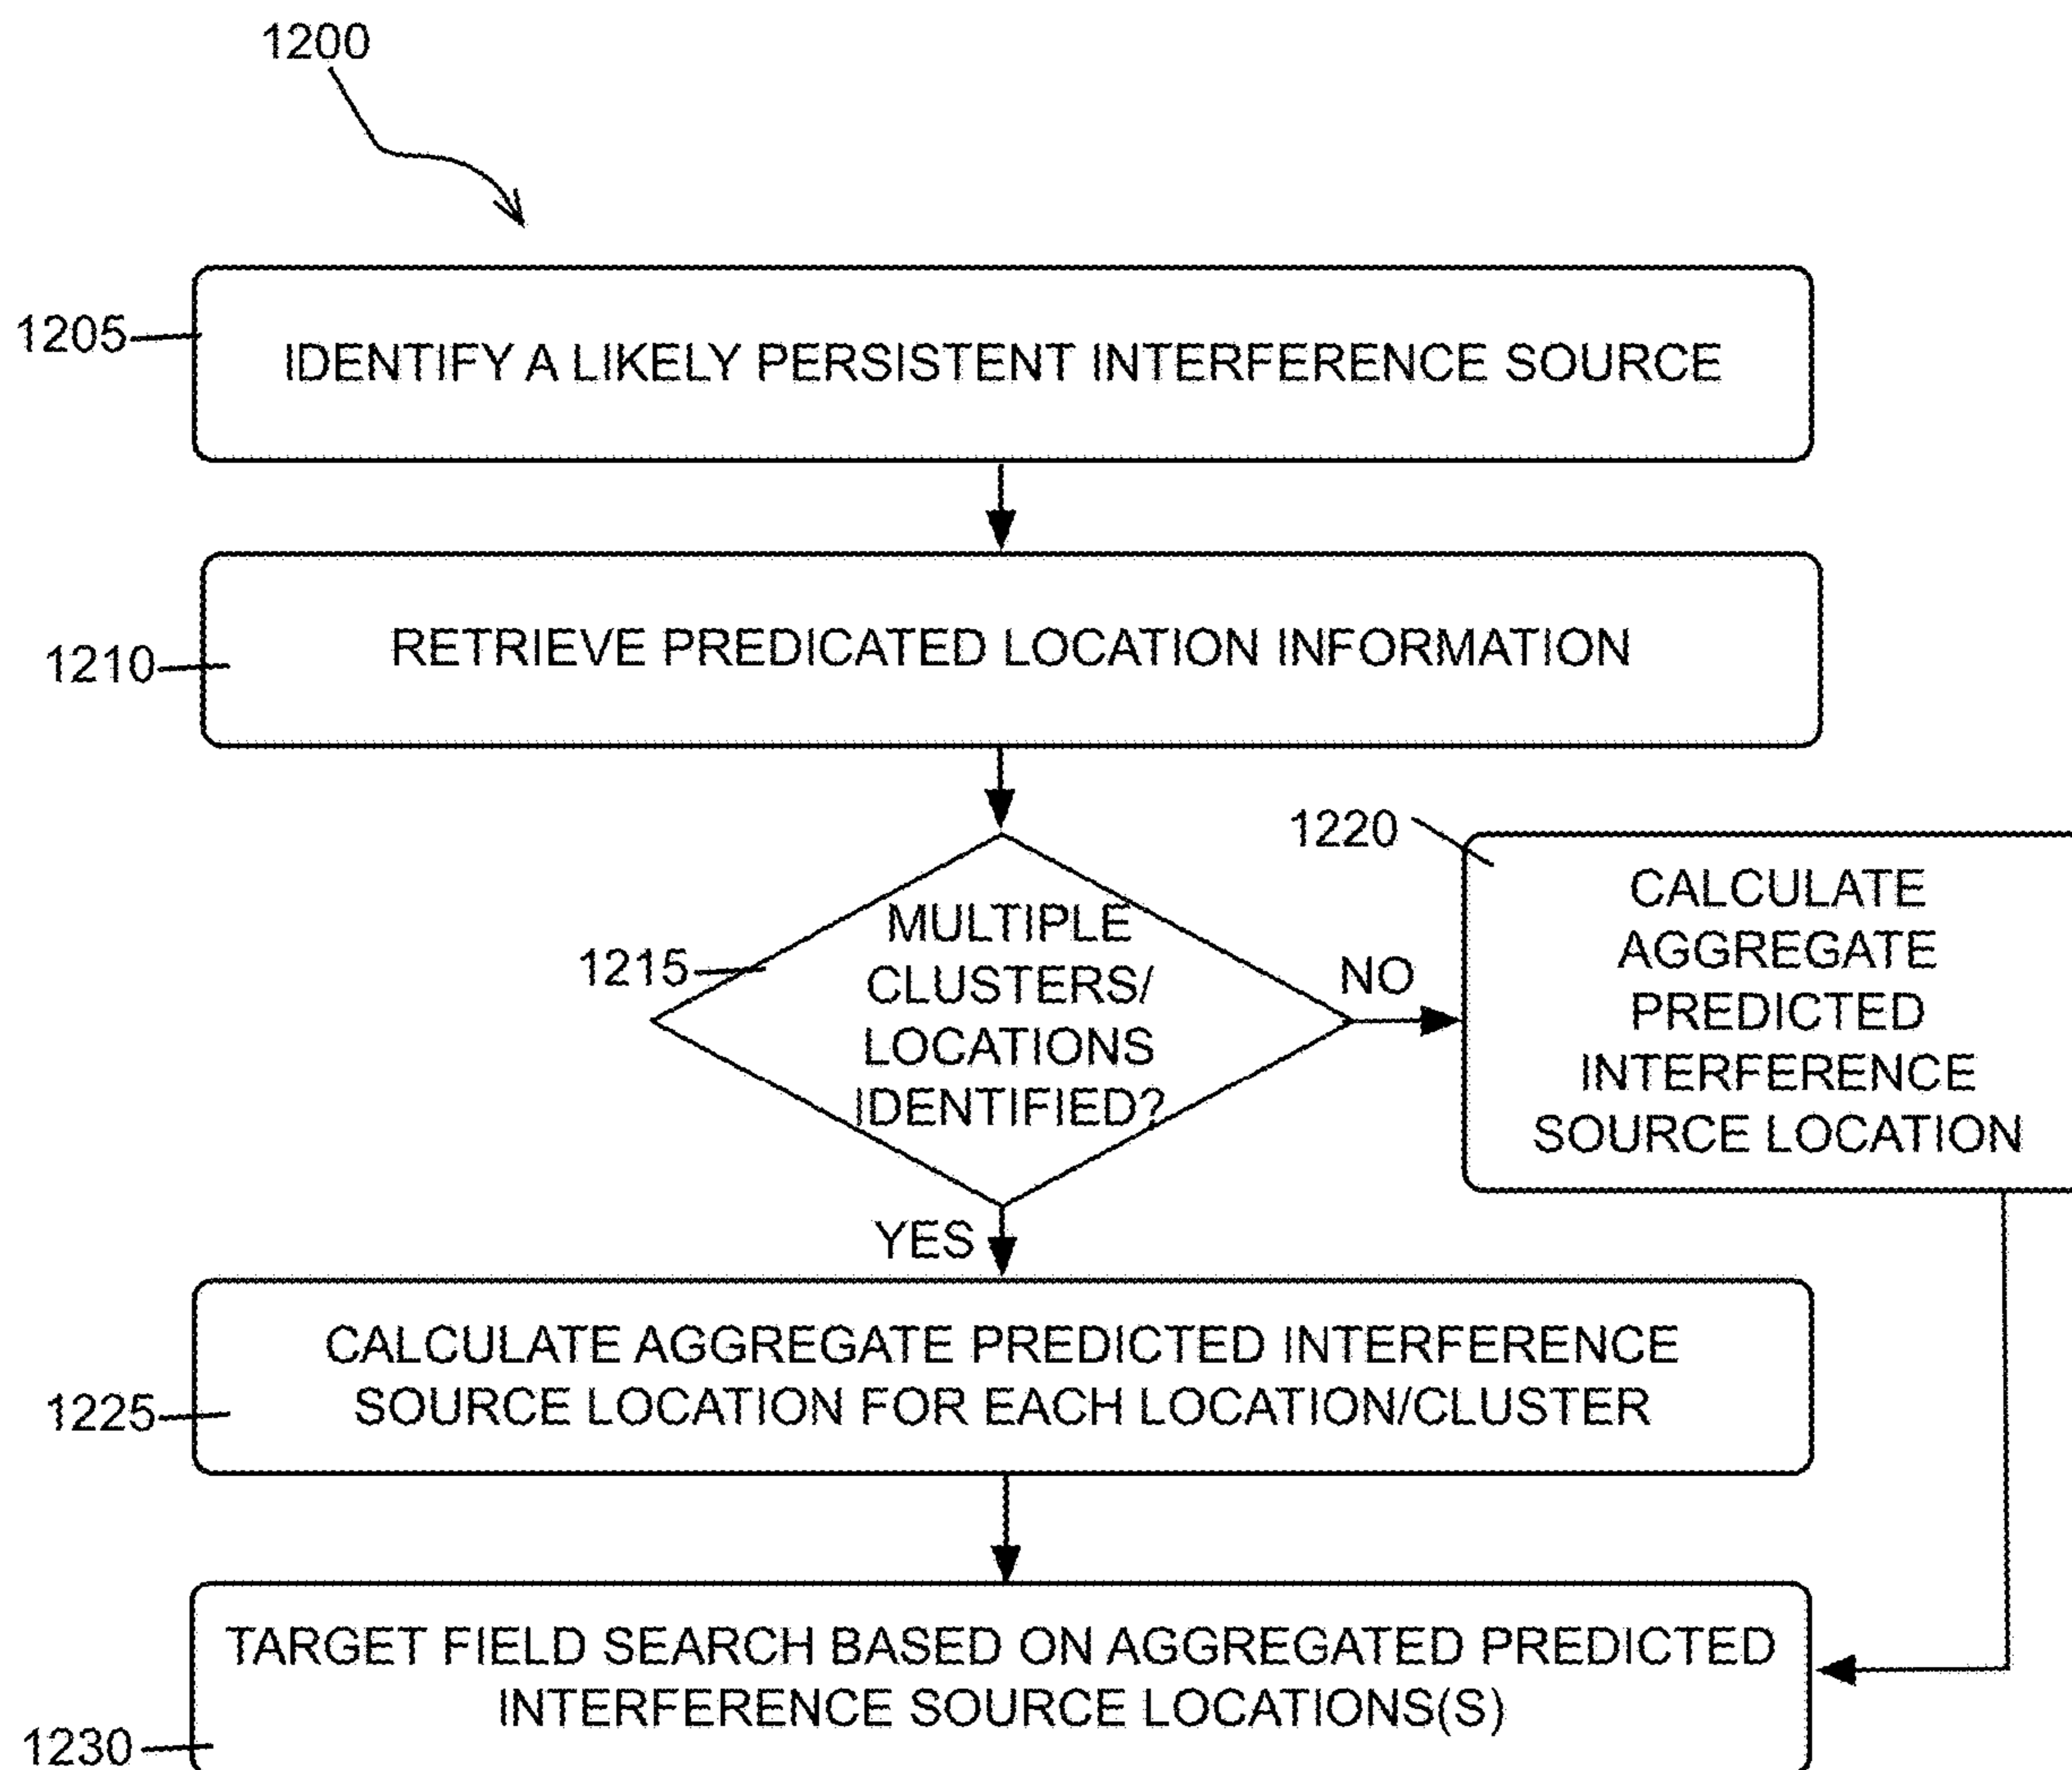 1200
1205
IDENTIFY A LIKELY PERSISTENT INTERFERENCE SOURCE
1210
RETRIEVE PREDICATED LOCATION INFORMATION
1215
MULTIPLE
CLUSTERS/
LOCATIONS
IDENTIFIED?
NO
1220
CALCULATE
AGGREGATE
PREDICTED
INTERFERENCE
SOURCE LOCATION
YES
1225
CALCULATE AGGREGATE PREDICTED INTERFERENCE
SOURCE LOCATION FOR EACH LOCATION/CLUSTER
1230
TARGET FIELD SEARCH BASED ON AGGREGATED PREDICTED
INTERFERENCE SOURCE LOCATIONS(S)